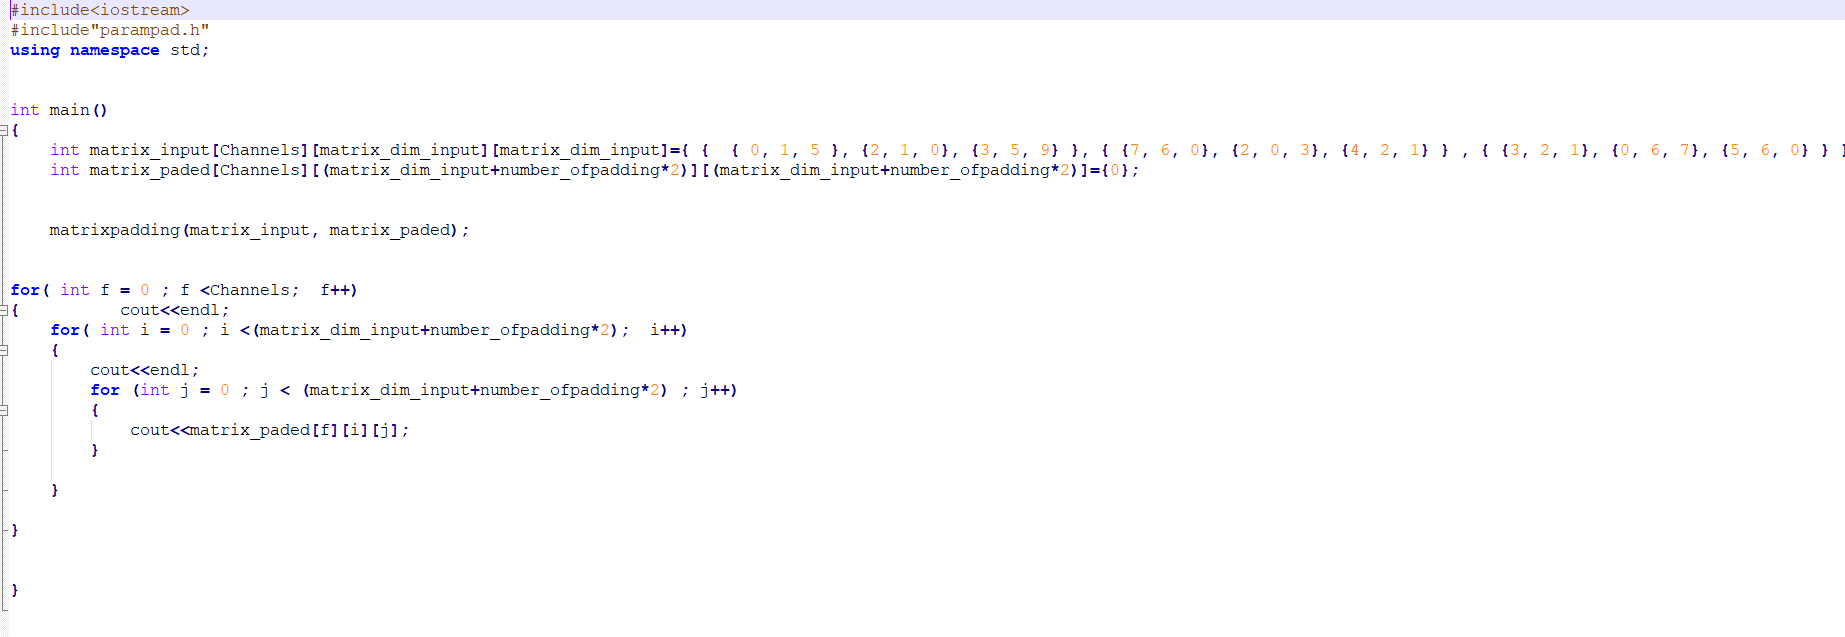 #include<iostream>
#include"parampad.h"
using namespace std;
int main()
{
int matrix_input[Channels][matrix_dim_input][matrix_dim_input]={ {  { 0, 1, 5 }, {2, 1, 0}, {3, 5, 9} }, { {7, 6, 0}, {2, 0, 3}, {4, 2, 1} } , { {3, 2, 1}, {0, 6, 7}, {5, 6, 0} } }
int matrix_paded[Channels][(matrix_dim_input+number_ofpadding*2)][(matrix_dim_input+number_ofpadding*2)]={0};
matrixpadding(matrix_input, matrix_paded);
for( int f = 0 ; f <Channels;  f++)
{          cout<<endl;
for( int i = 0 ; i <(matrix_dim_input+number_ofpadding*2);  i++)
{
cout<<endl;
for (int j = 0 ; j < (matrix_dim_input+number_ofpadding*2) ; j++)
{
cout<<matrix_paded[f][i][j];
}
}
}
}